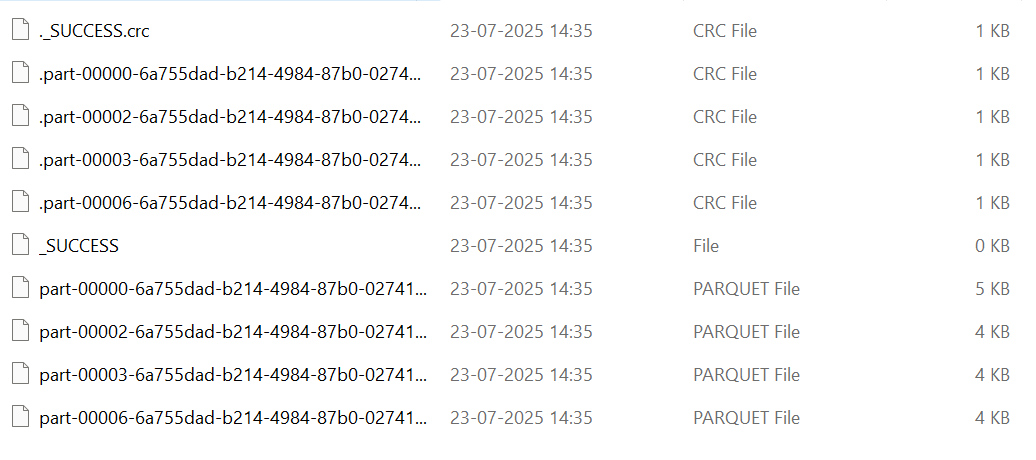 ._SUCCESS.crc 23-07-2025 14:35 CRC File 1 KB
.part-00000-6a755dad-b214-4984-87b0-0274... 23-07-2025 14:35 CRC File 1 KB
.part-00002-6a755dad-b214-4984-87b0-0274... 23-07-2025 14:35 CRC File 1 KB
.part-00003-6a755dad-b214-4984-87b0-0274... 23-07-2025 14:35 CRC File 1 KB
.part-00006-6a755dad-b214-4984-87b0-0274... 23-07-2025 14:35 CRC File 1 KB
_SUCCESS 23-07-2025 14:35 File 0 KB
part-00000-6a755dad-b214-4984-87b0-02741... 23-07-2025 14:35 PARQUET File 5 KB
part-00002-6a755dad-b214-4984-87b0-02741... 23-07-2025 14:35 PARQUET File 4 KB
part-00003-6a755dad-b214-4984-87b0-02741... 23-07-2025 14:35 PARQUET File 4 KB
part-00006-6a755dad-b214-4984-87b0-02741... 23-07-2025 14:35 PARQUET File 4 KB